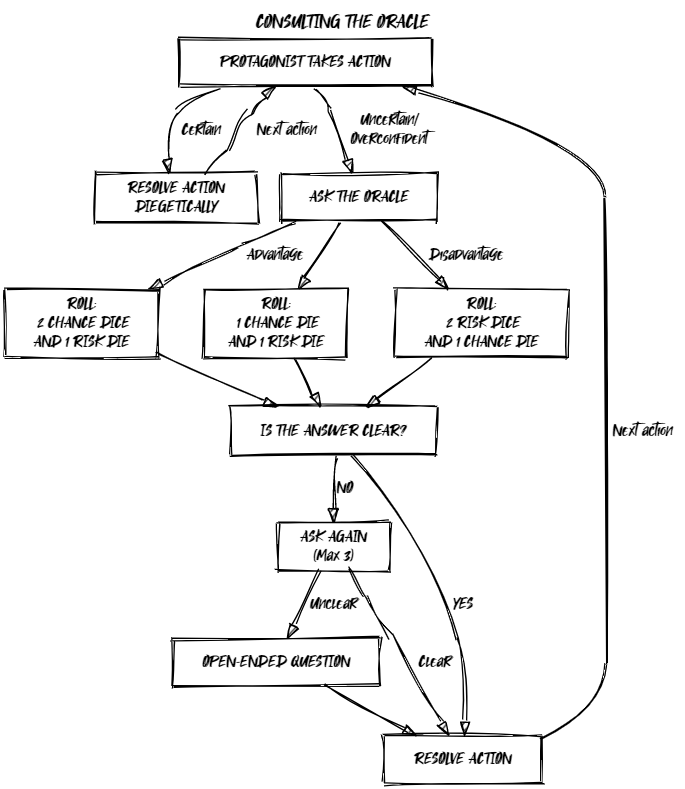 CONSULTING THE ORACLE
PROTAGONIST TAKES ACTION
Certain
Next action
Uncertain/
Overconfident
RESOLVE ACTION
DIEGETICALLY
ASK THE ORACLE
Advantage
Disadvantage
ROLL:
2 CHANCE DICE
AND 1 RISK DIE
ROLL:
1 CHANCE DIE
AND 1 RISK DIE
ROLL:
2 RISK DICE
AND 1 CHANCE DIE
IS THE ANSWER CLEAR?
Next action
NO
ASK AGAIN
(Max 3)
Unclear
YES
OPEN-ENDED QUESTION
Clear
RESOLVE ACTION